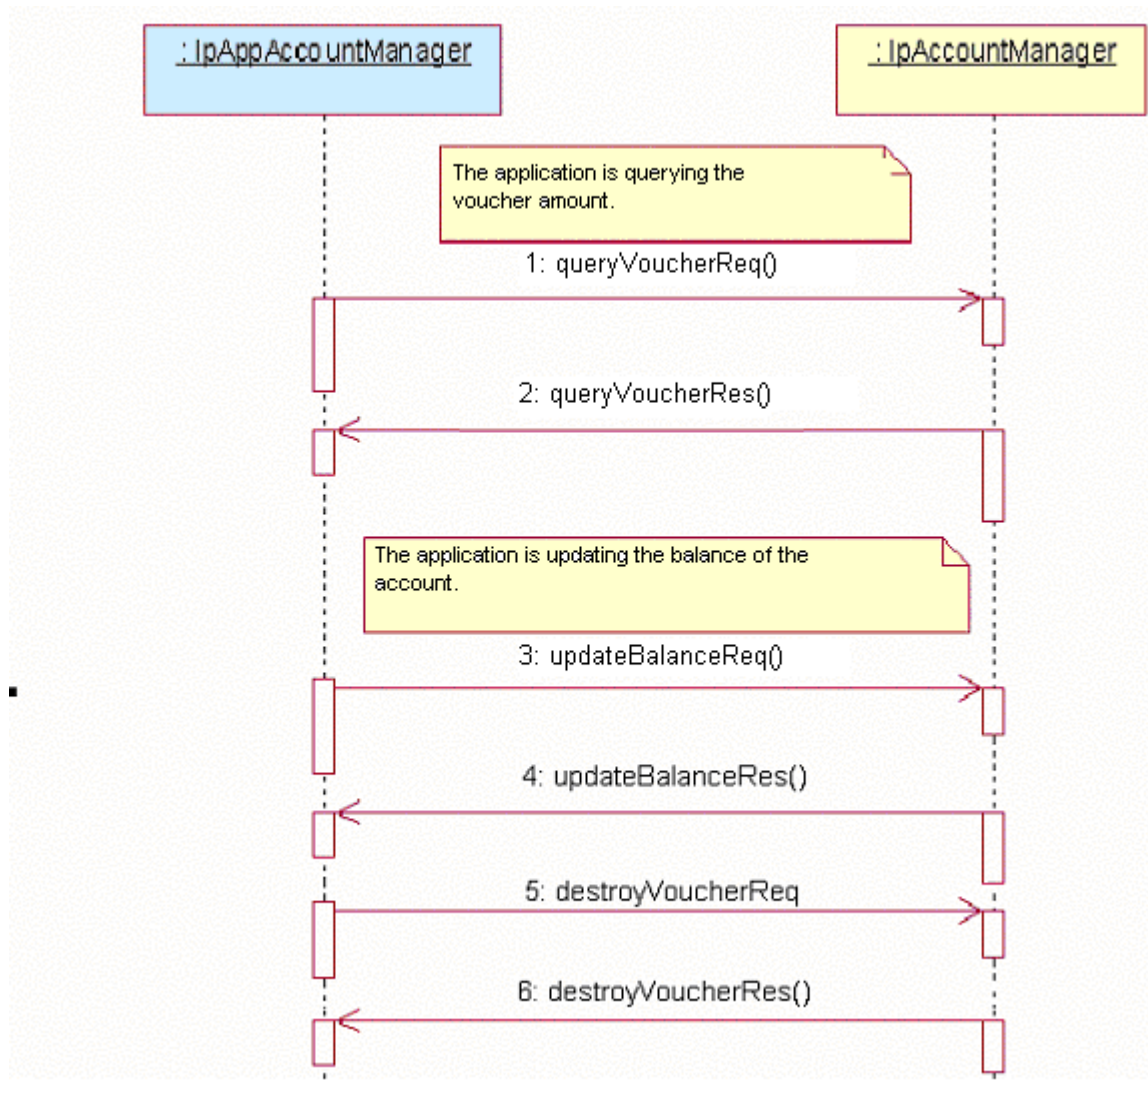 : IpAppAccountManager
: IpAccountManager
The application is querying the
voucher amount.
1: queryVoucherReq()
2: queryVoucherRes()
The application is updating the balance of the
account.
3: updateBalanceReq()
4: updateBalanceRes()
5: destroyVoucherReq
6: destroyVoucherRes()